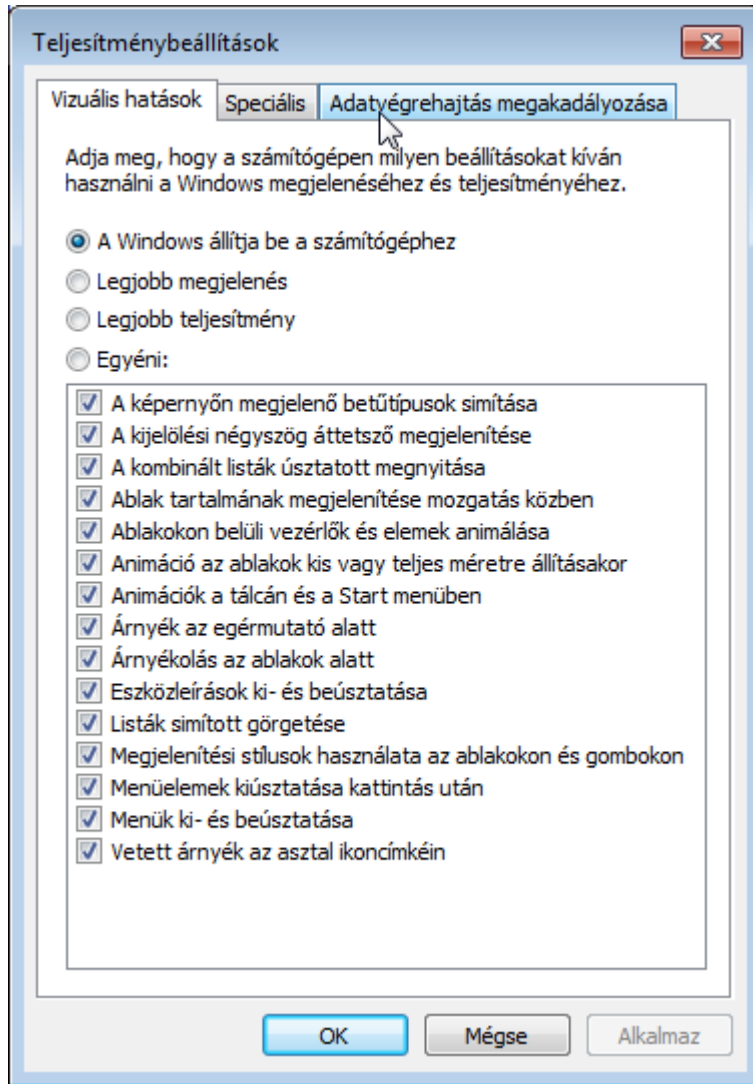 Teljesítménybeállítások
Vizuális hatások
Speciális
Adatvégrehajtás megakadályozása
Adja meg, hogy a számítógépen milyen beállításokat kíván
használni a Windows megjelenéséhez és teljesítményéhez.
A Windows állítja be a számítógéphez
Legjobb megjelenés
Legjobb teljesítmény
Egyéni:
A képernyőn megjelenő betűtípusok simítása
A kijelölési négyszög áttetsző megjelenítése
A kombinált listák úsztatott megnyitása
Ablak tartalmának megjelenítése mozgatás közben
Ablakokon belüli vezérlők és elemek animálása
Animáció az ablakok kis vagy teljes méretre állításakor
Animációk a tálcán és a Start menüben
Árnyék az egérmutató alatt
Árnyékolás az ablakok alatt
Eszközleírások ki- és beúsztatása
Listák simított görgetése
Megjelenítési stílusok használata az ablakokon és gombokon
Menüelemek kiúsztatása kattintás után
Menük ki- és beúsztatása
Vetett árnyék az asztal ikoncímkéin
OK
Mégse
Alkalmaz